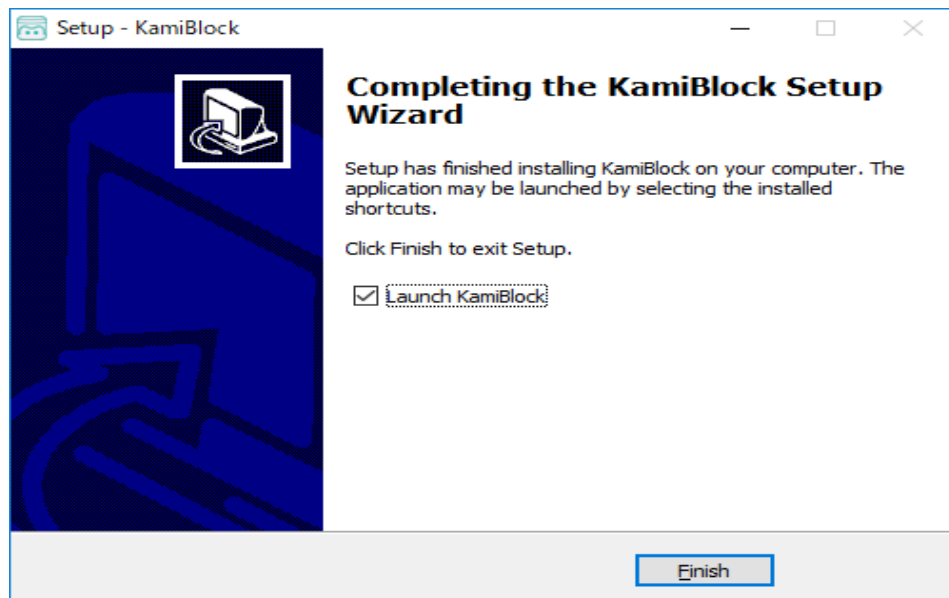 Setup - KamiBlock
Completing the KamiBlock Setup
Wizard
Setup has finished installing KamiBlock on your computer. The
application may be launched by selecting the installed
shortcuts.
Click Finish to exit Setup.
Launch KamiBlock
Finish